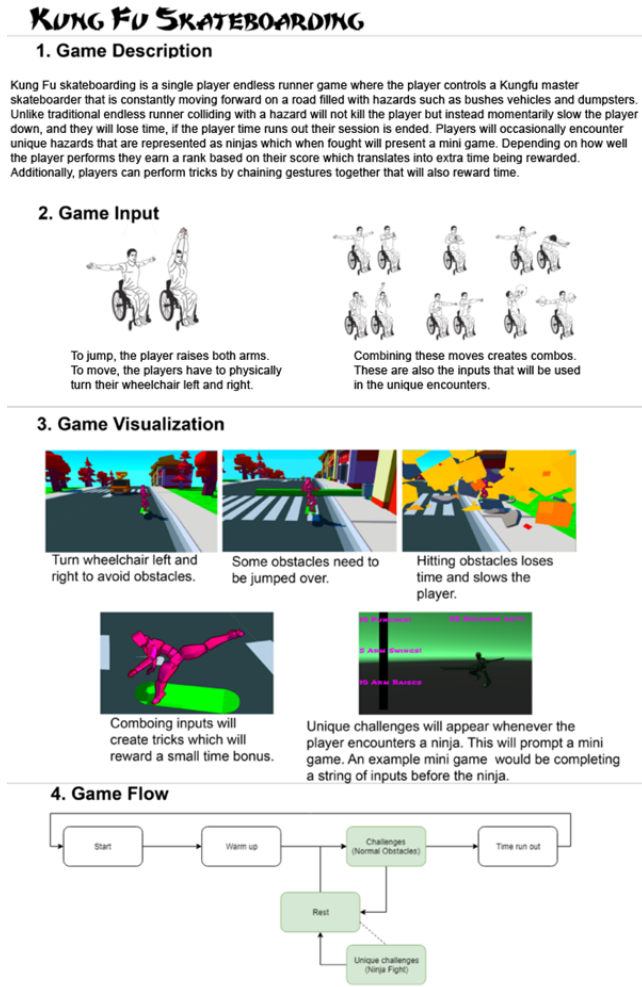 KUNG FU SKATEBOARDING
1. Game Description
Kung Fu skateboarding is a single player endless runner game where the player controls a Kungfu master
skateboarder that is constantly moving forward on a road filled with hazards such as bushes vehicles and dumpsters.
Unlike traditional endless runner colliding with a hazard will not kill the player but instead momentarily slow the player
down, and they will lose time, if the player time runs out their session is ended. Players will occasionally encounter
unique hazards that are represented as ninjas which when fought will present a mini game. Depending on how well
the player performs they earn a rank based on their score which translates into extra time being rewarded.
Additionally, players can perform tricks by chaining gestures together that will also reward time.
2. Game Input
To jump, the player raises both arms.
To move, the players have to physically
turn their wheelchair left and right.
Combining these moves creates combos.
These are also the inputs that will be used
in the unique encounters.
3. Game Visualization
Turn wheelchair left and
right to avoid obstacles.
Some obstacles need to
be jumped over.
Hitting obstacles loses
time and slows the
player.
Arm Swings!
10 Arm Raises
Comboing inputs will
create tricks which will
reward a small time bonus.
Unique challenges will appear whenever the
player encounters a ninja. This will prompt a mini
game. An example mini game would be completing
a string of inputs before the ninja.
4. Game Flow
Start
Warm up
Challenges
(Normal Obstacles)
Time run out
Rest
Unique challenges
(Ninja Fight)